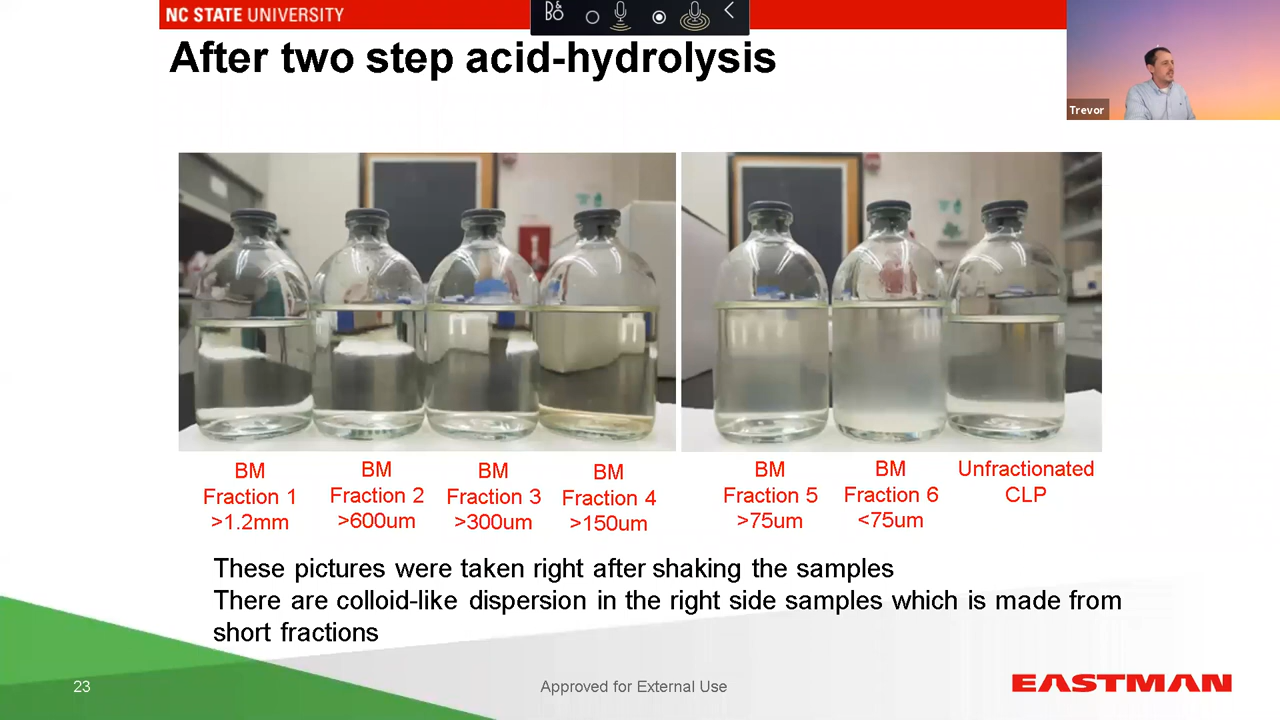 NC STATE UNIVERSITY
After two step acid-hydrolysis
Trevor
BM
Fraction 1
>1.2mm
BM
Fraction 2
>600um
BM
Fraction 3
>300um
BM
Fraction 4
>150um
BM
Fraction 5
>75um
BM
Fraction 6
<75um
Unfractionated
CLP
These pictures were taken right after shaking the samples
There are colloid-like dispersion in the right side samples which is made from
short fractions
23
Approved for External Use
EASTMAN